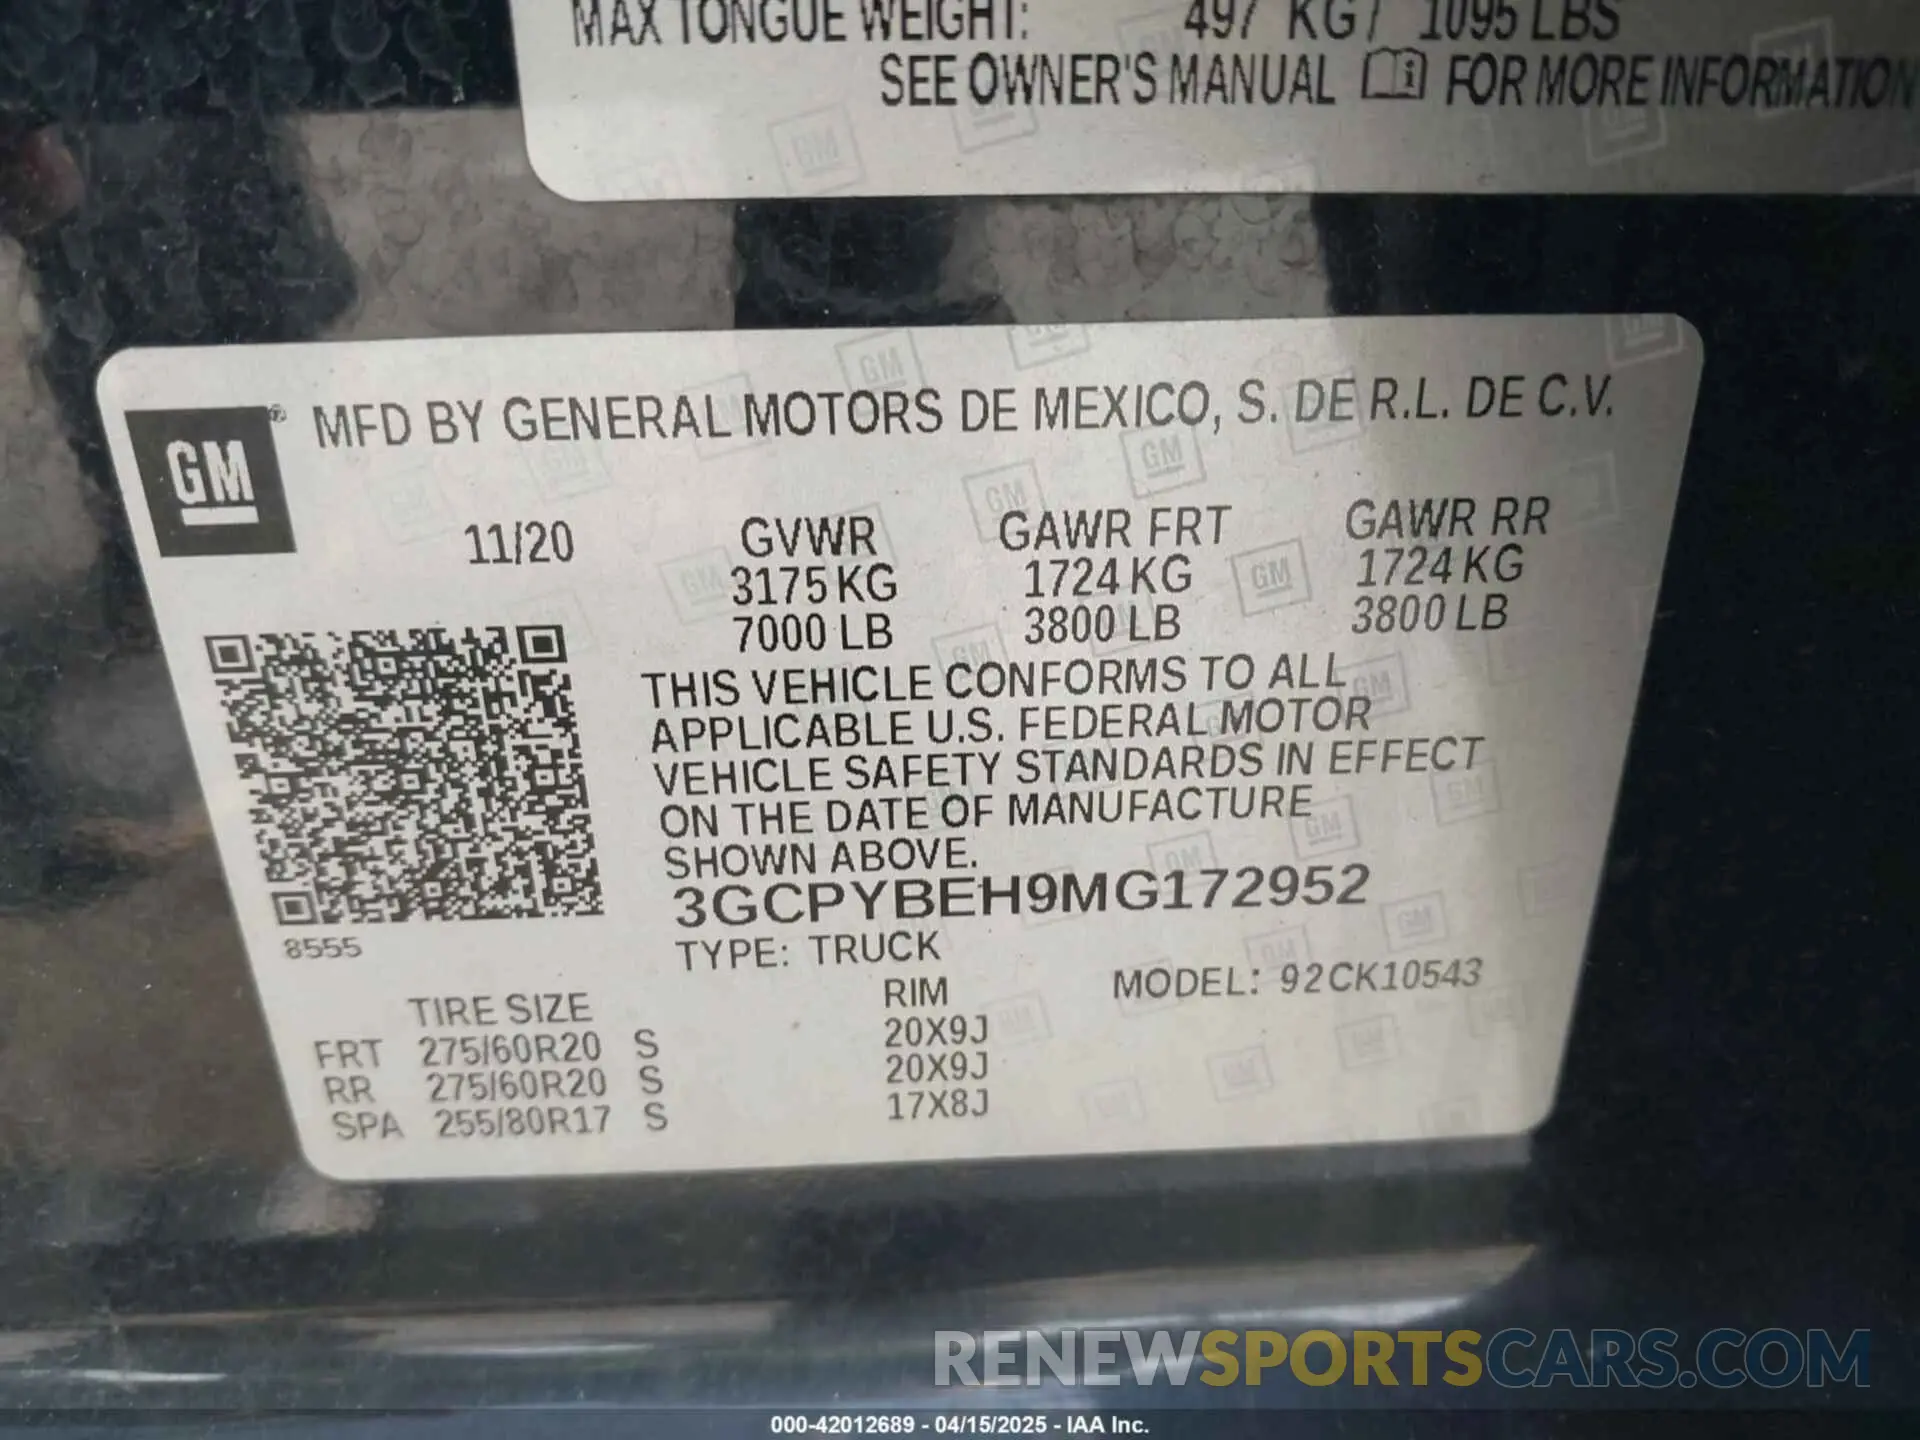 MAX TONGUE WEIGHT: 497 KG / 1095 LBS
SEE OWNER'S MANUAL FOR MORE INFORMATION
GM ® MFD BY GENERAL MOTORS DE MEXICO, S. DE R.L. DE C.V.
11/20 GVWR GAWR FRT GAWR RR
3175 KG 1724 KG 1724 KG
7000 LB 3800 LB 3800 LB
THIS VEHICLE CONFORMS TO ALL
APPLICABLE U.S. FEDERAL MOTOR
VEHICLE SAFETY STANDARDS IN EFFECT
ON THE DATE OF MANUFACTURE
SHOWN ABOVE.
3GCPYBEH9MG172952
8555
TYPE: TRUCK MODEL: 92CK10543
TIRE SIZE RIM
FRT 275/60R20 S 20X9J
RR 275/60R20 S 20X9J
SPA 255/80R17 S 17X8J
RENEWSPORTSCARS.COM
000-42012689 - 04/15/2025 - IAA Inc.